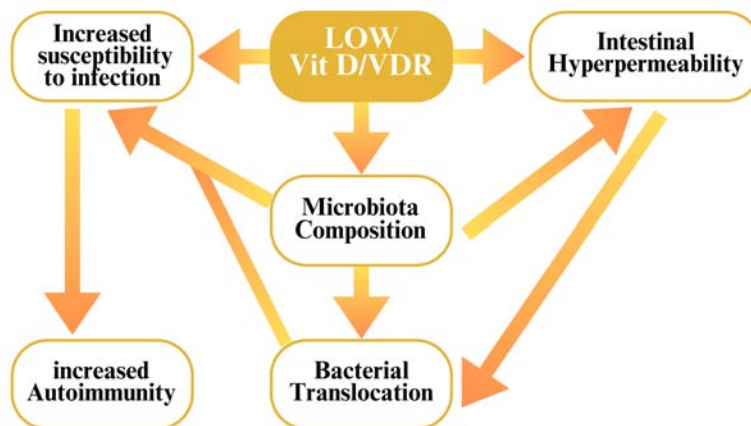 Increased
susceptibility
to infection
LOW
Vit D/VDR
Intestinal
Hyperpermeability
Microbiota
Composition
increased
Autoimmunity
Bacterial
Translocation